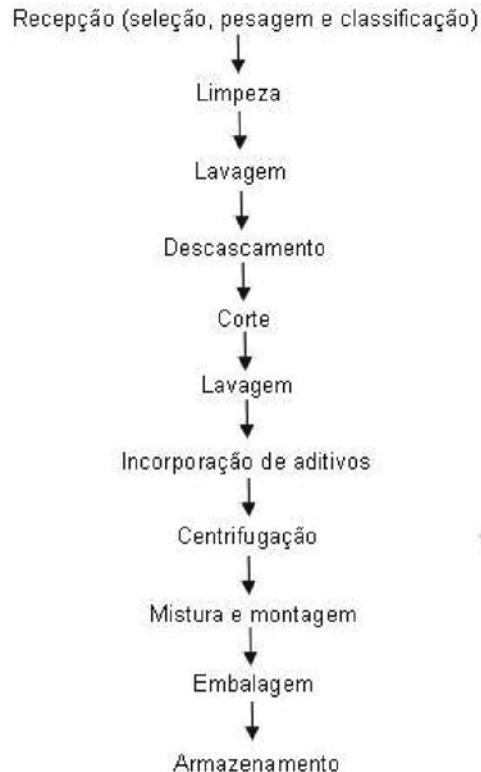 Recepção (seleção, pesagem e classificação)
Limpeza
Lavagem
Descascamento
Corte
Lavagem
Incorporação de aditivos
Centrifugação
Mistura e montagem
Embalagem
Armazenamento